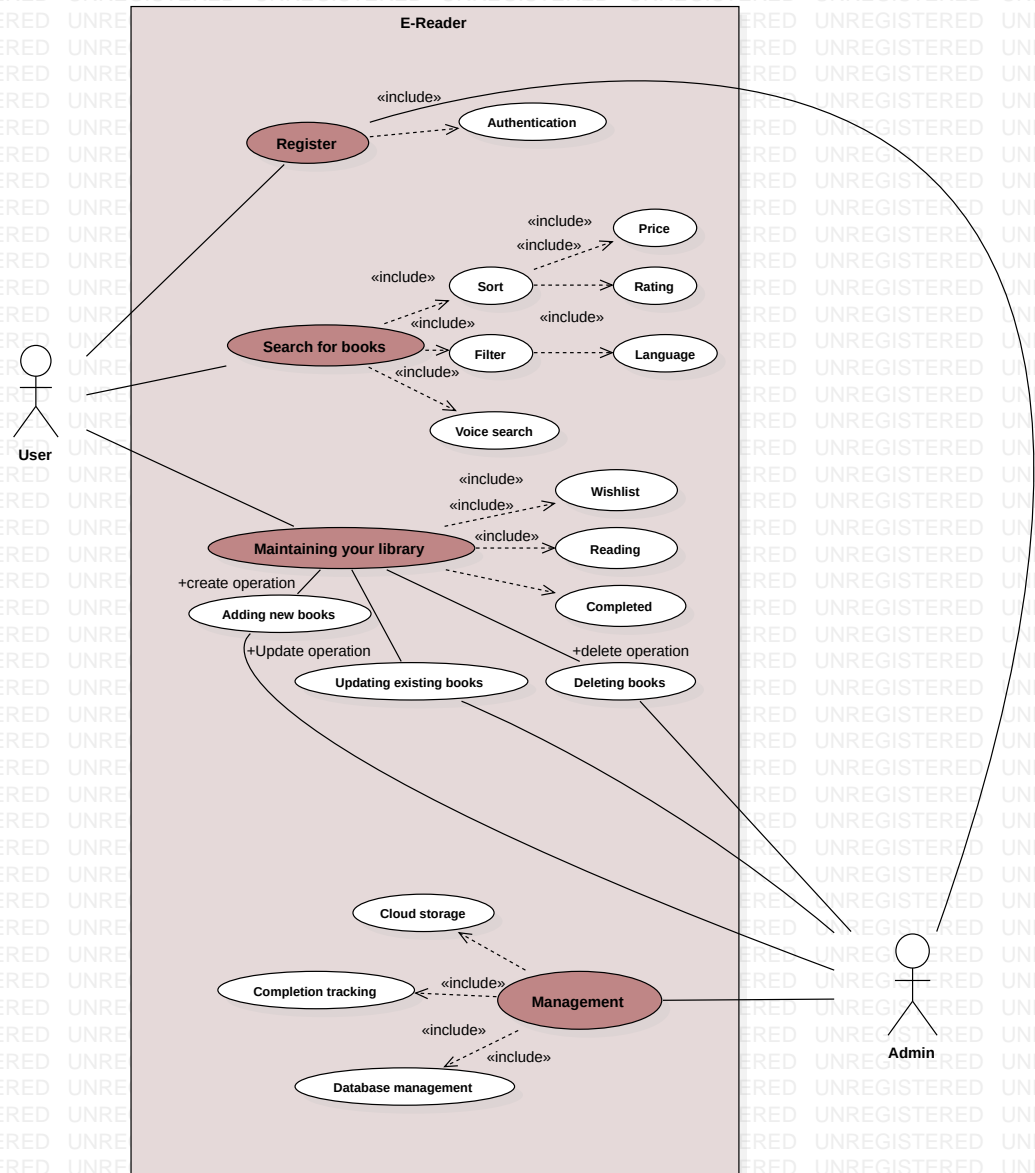 E-Reader
«include»
Authentication
Register
«include»
Price
«include»
«include»
Sort
Rating
«include»
«include»
Search for books
Filter
Language
«include»
Voice search
User
«include»
Wishlist
«include»
«include»
Maintaining your library
Reading
+create operation
Adding new books
Completed
+Update operation
+delete operation
Updating existing books
Deleting books
Cloud storage
«include»
Completion tracking
Management
«include»
«include»
Admin
Database management
UNREGISTERED